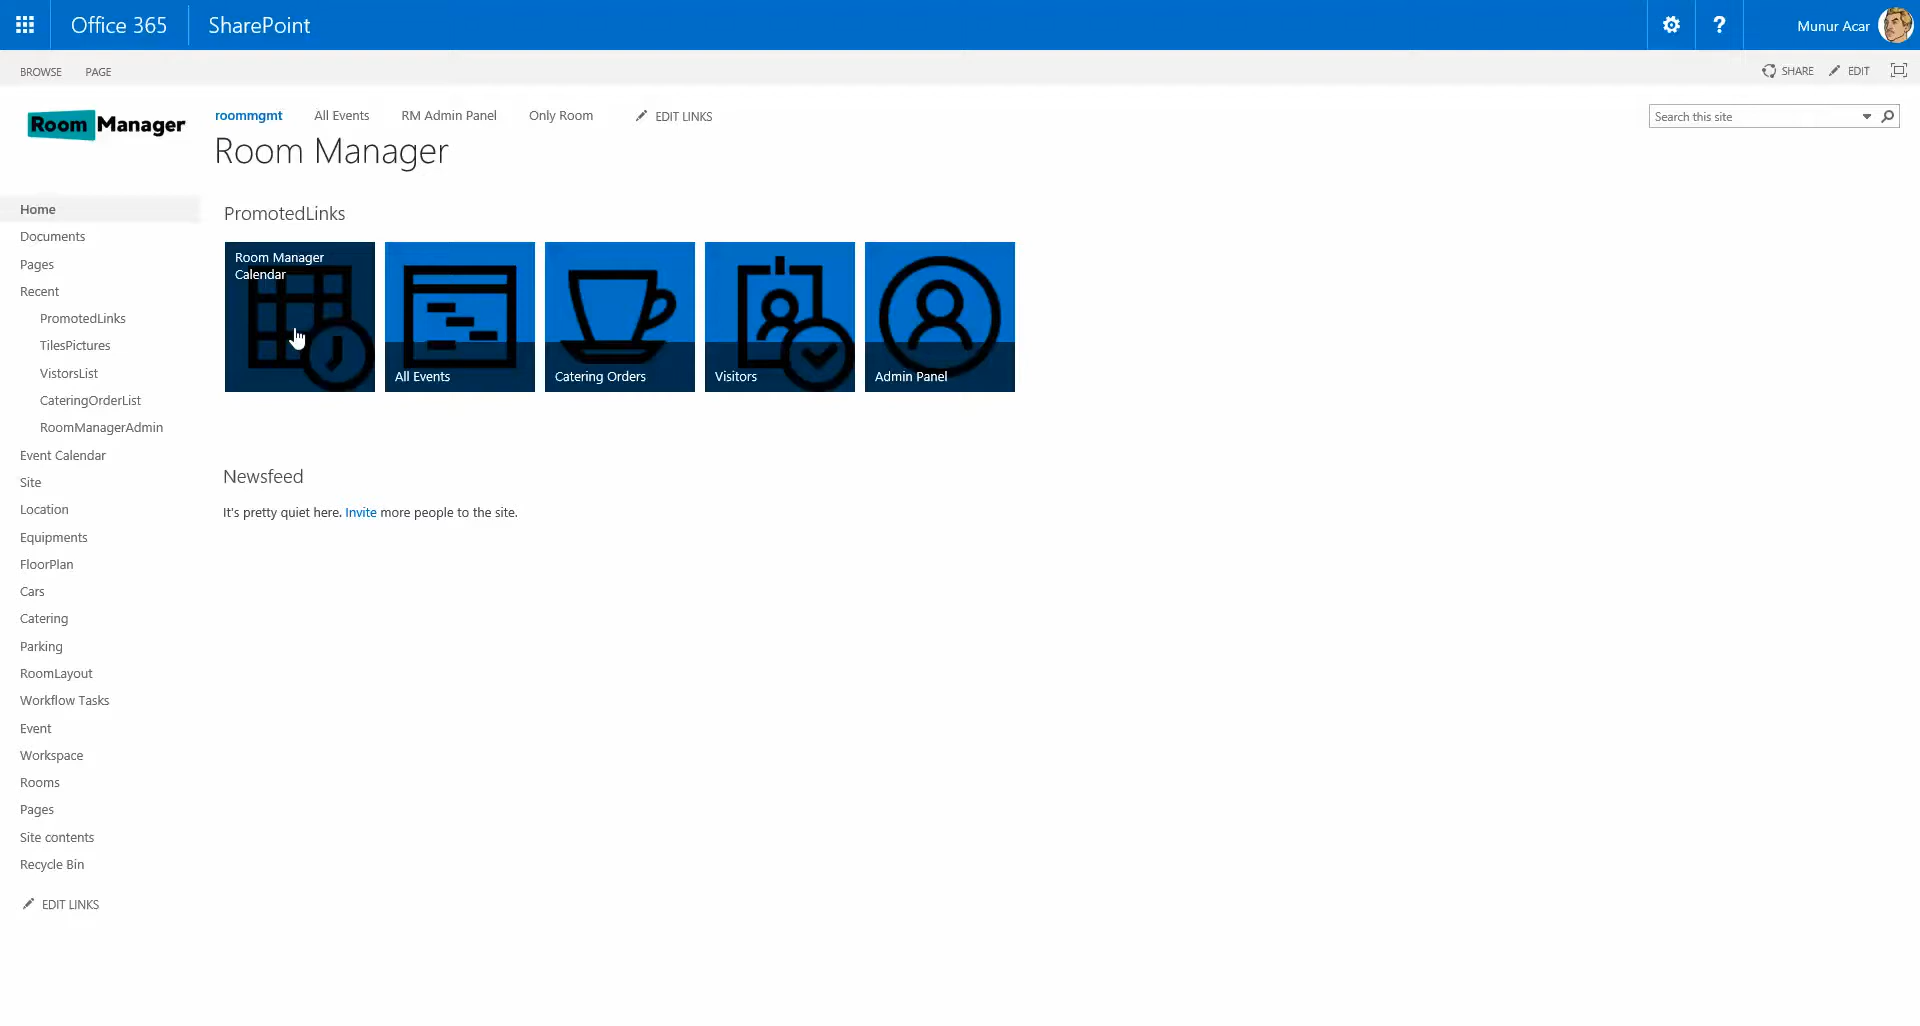 Office 365
SharePoint
?
Munur Acar
BROWSE
PAGE
SHARE
EDIT
Room Manager
roommgmt
All Events
RM Admin Panel
Only Room
EDIT LINKS
Search this site
Room Manager
Home
Documents
Pages
Recent
PromotedLinks
TilesPictures
VistorsList
CateringOrderList
RoomManagerAdmin
Event Calendar
Site
Location
Equipments
FloorPlan
Cars
Catering
Parking
RoomLayout
Workflow Tasks
Event
Workspace
Rooms
Pages
Site contents
Recycle Bin
EDIT LINKS
PromotedLinks
Room Manager
Calendar
All Events
Catering Orders
Visitors
Admin Panel
Newsfeed
It's pretty quiet here. Invite more people to the site.